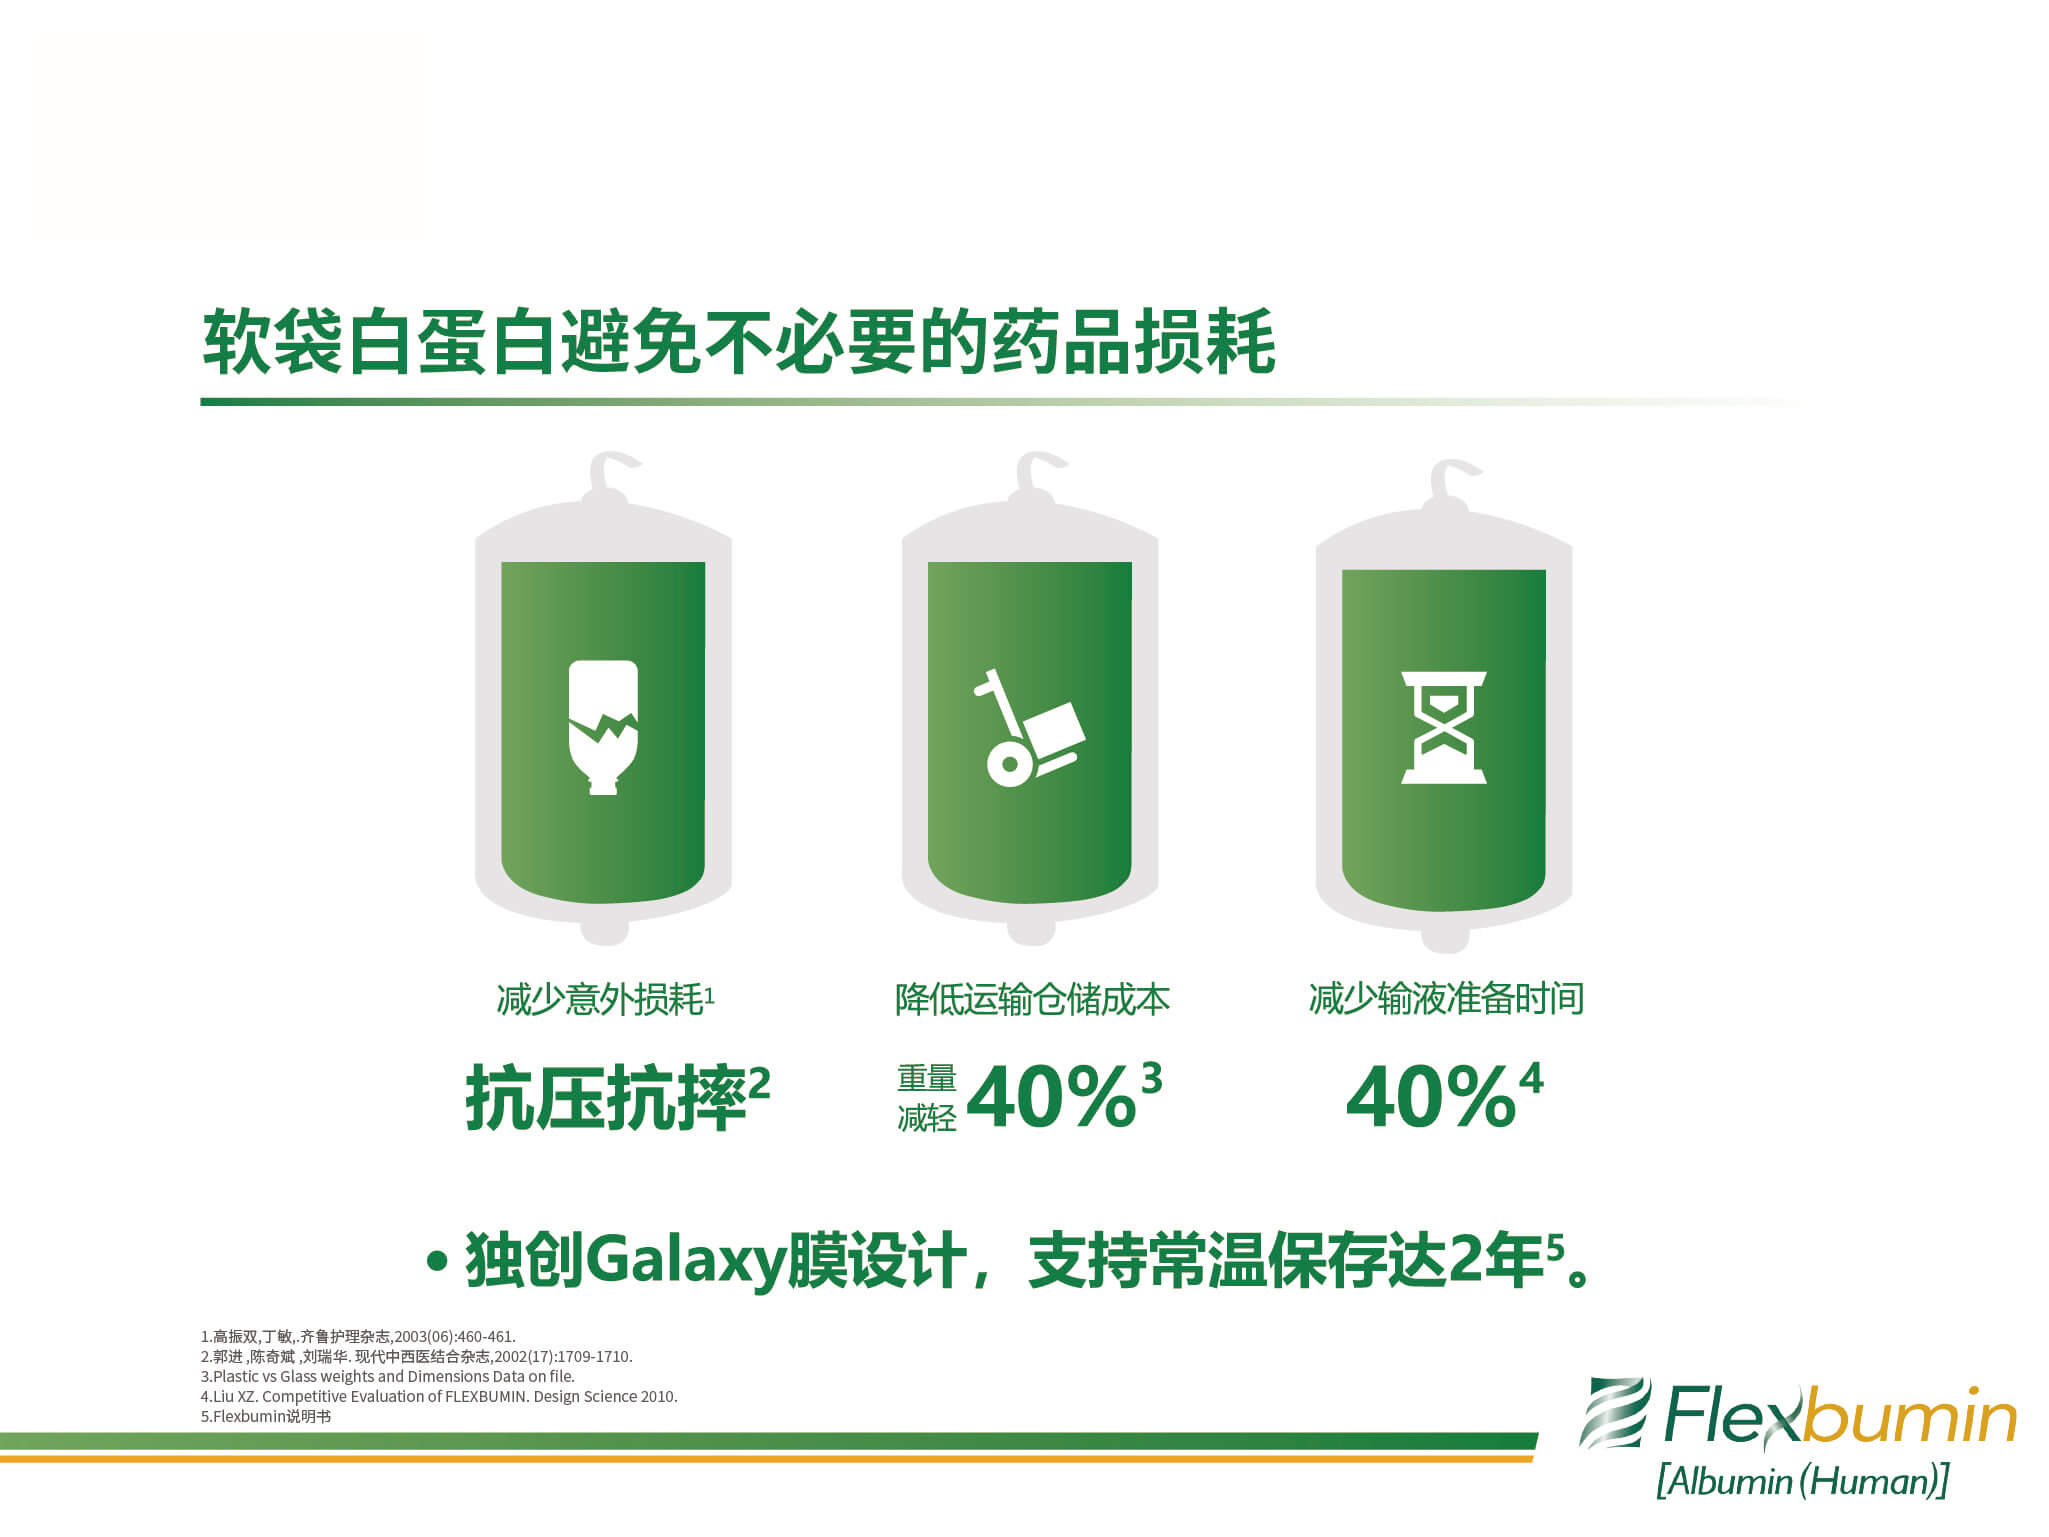 软袋白蛋白避免不必要的药品损耗
减少意外损耗1
抗压抗摔2
降低运输仓储成本
重量
减轻
40%3
减少输液准备时间
40%4
• 独创Galaxy膜设计，支持常温保存达2年5。
1.高振双,丁敏,.齐鲁护理杂志,2003(06):460-461.
2.郭进 ,陈奇斌 ,刘瑞华. 现代中西医结合杂志,2002(17):1709-1710.
3.Plastic vs Glass weights and Dimensions Data on file.
4.Liu XZ. Competitive Evaluation of FLEXBUMIN. Design Science 2010.
5.Flexbumin说明书
Flexbumin
[Albumin (Human)]